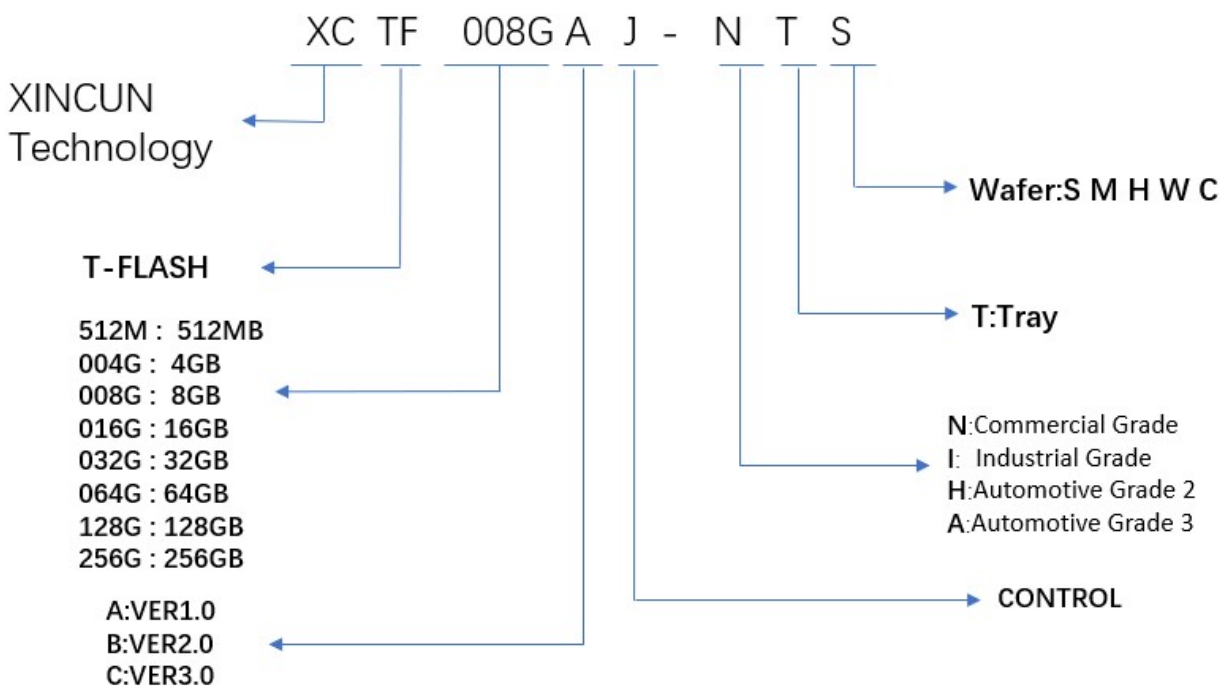 XC TF 008G A J - N T S
XINCUN
Technology
Wafer:S M H W C
T-FLASH
T:Tray
512M : 512MB
004G : 4GB
008G : 8GB
016G : 16GB
032G : 32GB
064G : 64GB
128G : 128GB
256G : 256GB
N:Commercial Grade
I: Industrial Grade
H:Automotive Grade 2
A:Automotive Grade 3
CONTROL
A:VER1.0
B:VER2.0
C:VER3.0